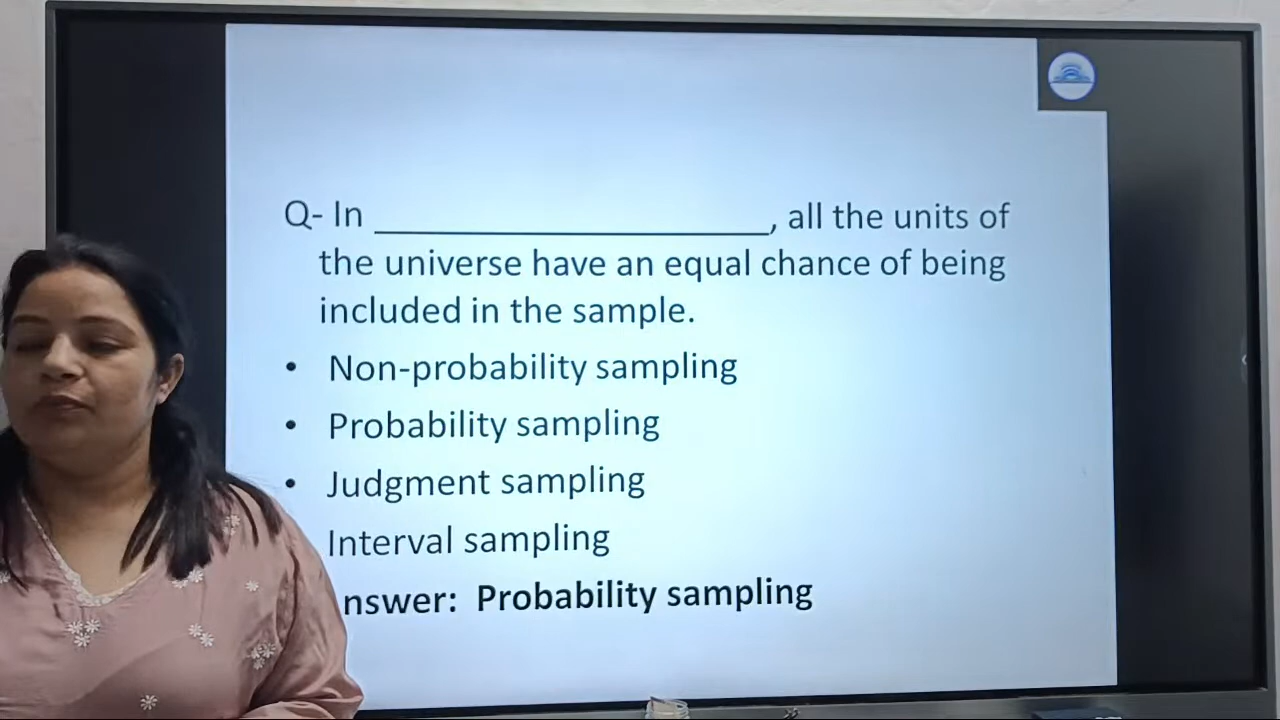 Q- In ____________________, all the units of
the universe have an equal chance of being
included in the sample.
• Non-probability sampling
• Probability sampling
• Judgment sampling
Interval sampling
nswer: Probability sampling